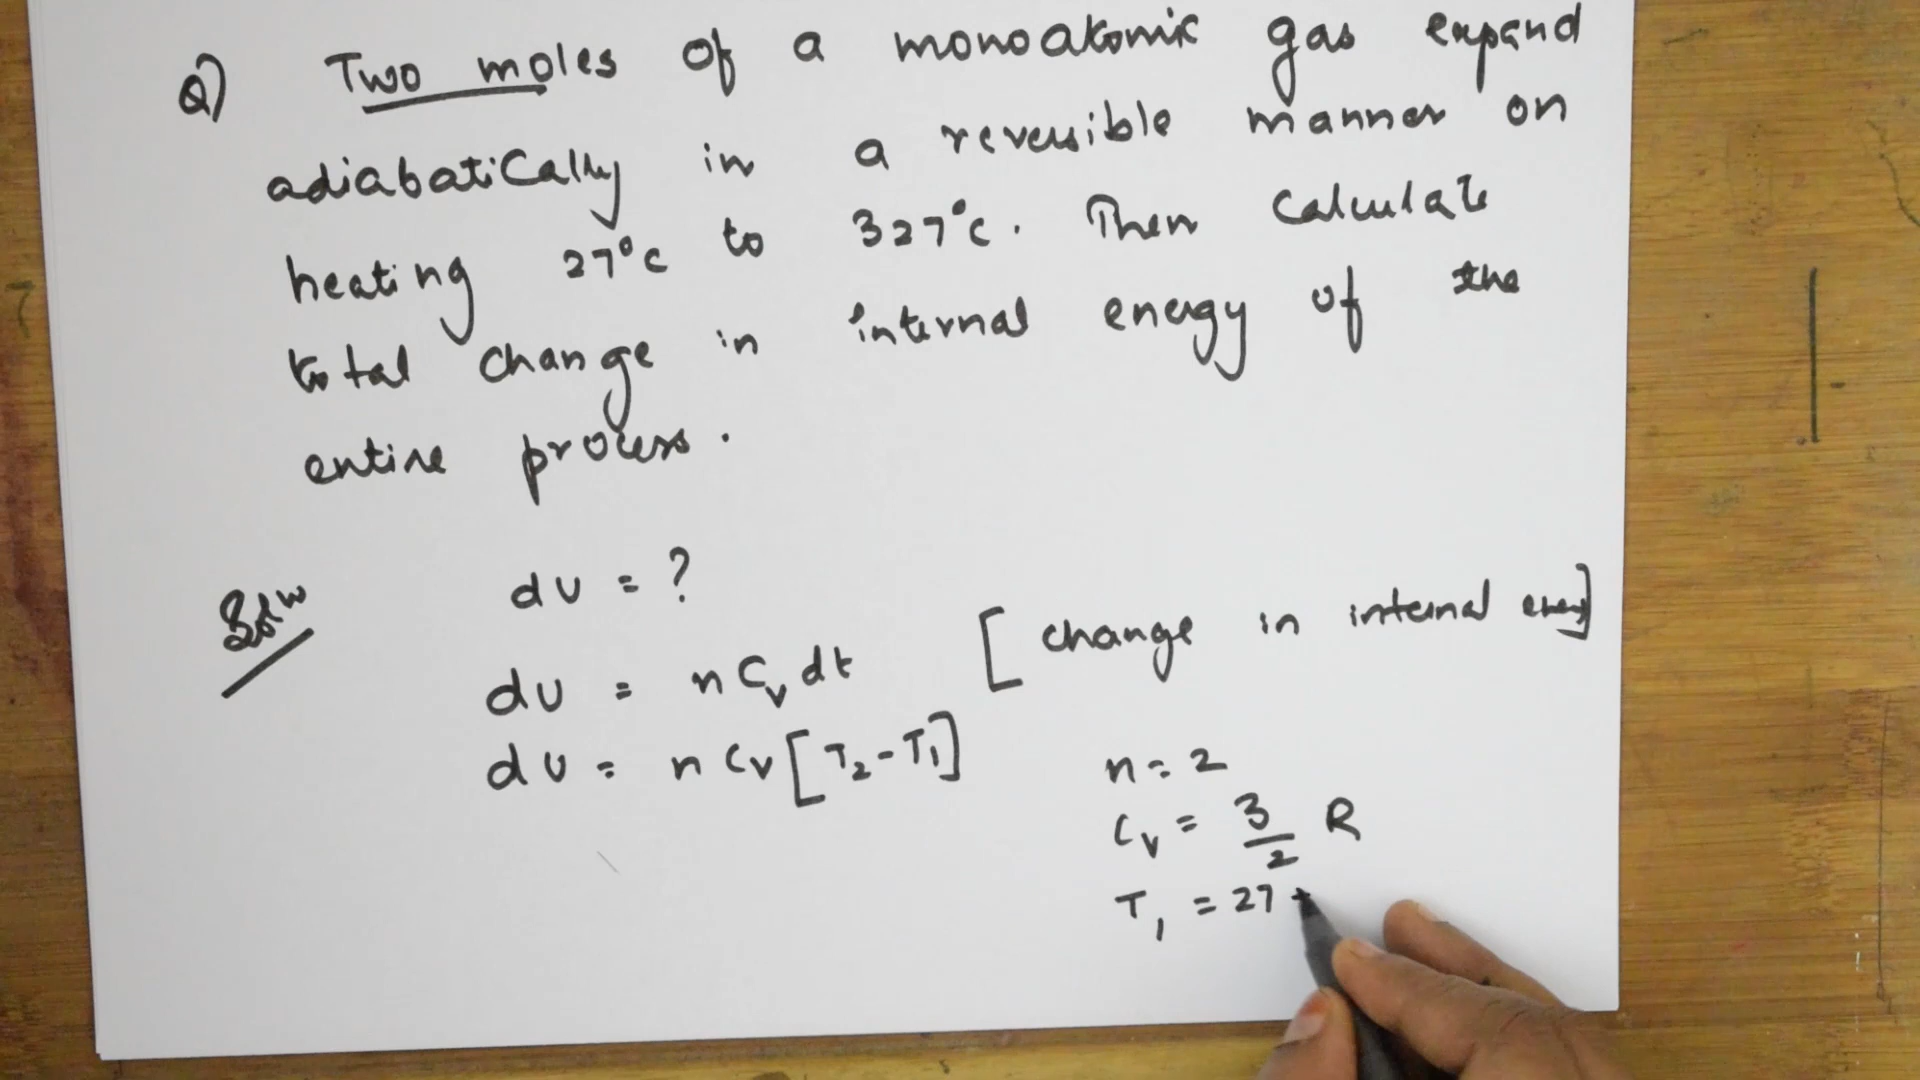 Q) Two moles of a monoatomic gas expand
adiabatically in a reversible manner on
heating 27°c to 327°c. Then calculate
total change in internal energy of the
entire process.
Soln
dU = ?
dU = n Cv dt [change in internal energy]
dU = n Cv [T2 - T1]
n = 2
Cv = 3/2 R
T1 = 27 +